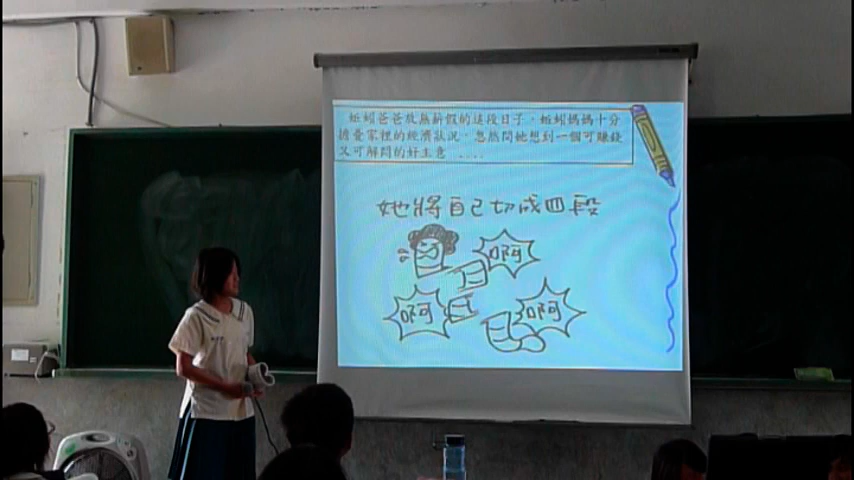 蚯蚓爸爸放無薪假的這段日子，蚯蚓媽媽十分
擔憂家裡的經濟狀況，忽然間她想到一個可賺錢
又可解悶的好主意 ....
她將自己切成四段
啊
啊
啊